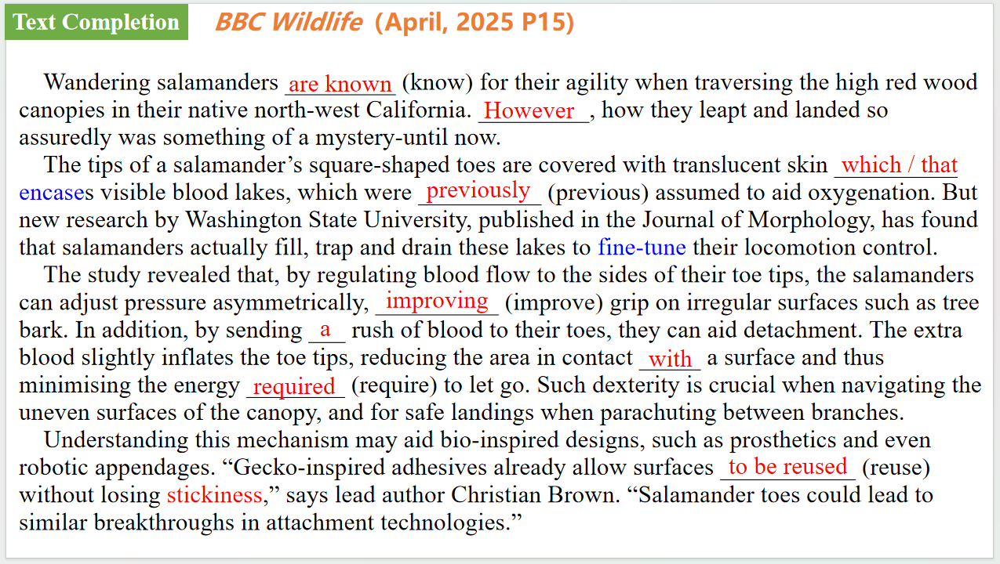 Text Completion BBC Wildlife (April, 2025 P15)
Wandering salamanders are known (know) for their agility when traversing the high red wood
canopies in their native north-west California. However, how they leapt and landed so
assuredly was something of a mystery-until now.
The tips of a salamander's square-shaped toes are covered with translucent skin which / that
encases visible blood lakes, which were previously (previous) assumed to aid oxygenation. But
new research by Washington State University, published in the Journal of Morphology, has found
that salamanders actually fill, trap and drain these lakes to fine-tune their locomotion control.
The study revealed that, by regulating blood flow to the sides of their toe tips, the salamanders
can adjust pressure asymmetrically, improving (improve) grip on irregular surfaces such as tree
bark. In addition, by sending a rush of blood to their toes, they can aid detachment. The extra
blood slightly inflates the toe tips, reducing the area in contact with a surface and thus
minimising the energy required (require) to let go. Such dexterity is crucial when navigating the
uneven surfaces of the canopy, and for safe landings when parachuting between branches.
Understanding this mechanism may aid bio-inspired designs, such as prosthetics and even
robotic appendages. “Gecko-inspired adhesives already allow surfaces to be reused (reuse)
without losing stickiness,” says lead author Christian Brown. “Salamander toes could lead to
similar breakthroughs in attachment technologies.”